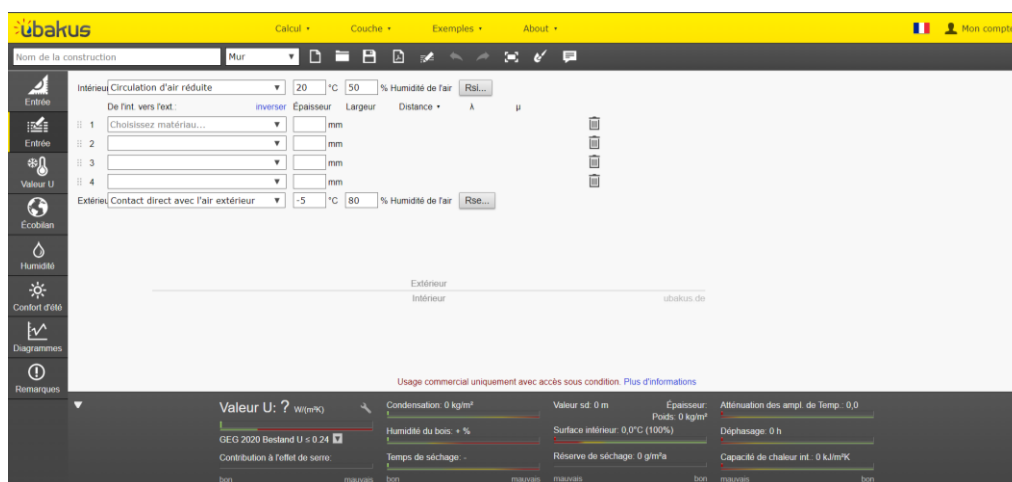 übakus
Calcul
Couche
Exemples
About
Mon compte
Nom de la construction
Mur
Entrée
Intérieu Circulation d'air réduite 20 °C 50 % Humidité de l'air Rsi...
De l'int. vers l'ext.: inverser Épaisseur Largeur Distance λ μ
Entrée
1 Choisissez matériau... mm
2 mm
3 mm
4 mm
Valeur U
Extérieu Contact direct avec l'air extérieur -5 °C 80 % Humidité de l'air Rse...
Écobilan
Humidité
Extérieur
Intérieur
ubakus.de
Confort d'été
Diagrammes
Remarques
Usage commercial uniquement avec accès sous condition. Plus d'informations
Valeur U: ? W/(m²K)
GEG 2020 Bestand U ≤ 0.24
Contribution à l'effet de serre:
bon mauvais
Condensation: 0 kg/m²
Humidité du bois: + %
Temps de séchage: -
bon mauvais
Valeur sd: 0 m Épaisseur:
Poids: 0 kg/m²
Surface intérieur: 0,0°C (100%)
Réserve de séchage: 0 g/m²a
mauvais bon
Atténuation des ampl. de Temp.: 0,0
Déphasage: 0 h
Capacité de chaleur int.: 0 kJ/m²K
mauvais bon